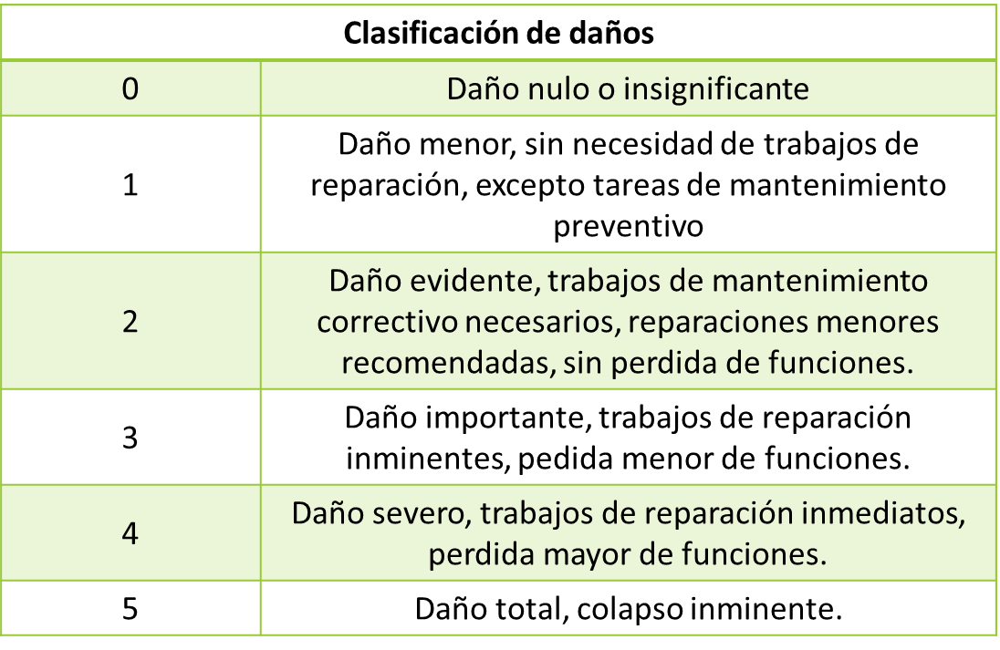 Clasificación de daños
0
Daño nulo o insignificante
1
Daño menor, sin necesidad de trabajos de
reparación, excepto tareas de mantenimiento
preventivo
2
Daño evidente, trabajos de mantenimiento
correctivo necesarios, reparaciones menores
recomendadas, sin perdida de funciones.
3
Daño importante, trabajos de reparación
inminentes, pedida menor de funciones.
4
Daño severo, trabajos de reparación inmediatos,
perdida mayor de funciones.
5
Daño total, colapso inminente.